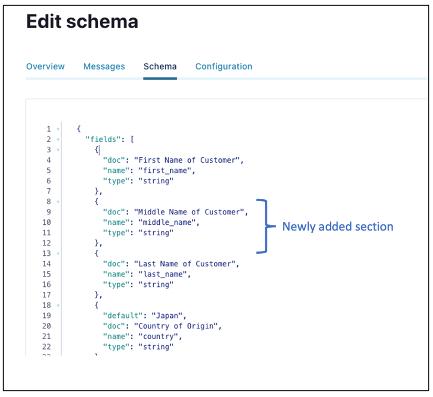 Edit schema
Overview Messages Schema Configuration
1 {
2 "fields": [
3 {
4 "doc": "First Name of Customer",
5 "name": "first_name",
6 "type": "string"
7 },
8 {
9 "doc": "Middle Name of Customer",
10 "name": "middle_name",
11 "type": "string"
12 },
Newly added section
13 {
14 "doc": "Last Name of Customer",
15 "name": "last_name",
16 "type": "string"
17 },
18 {
19 "default": "Japan",
20 "doc": "Country of Origin",
21 "name": "country",
22 "type": "string"